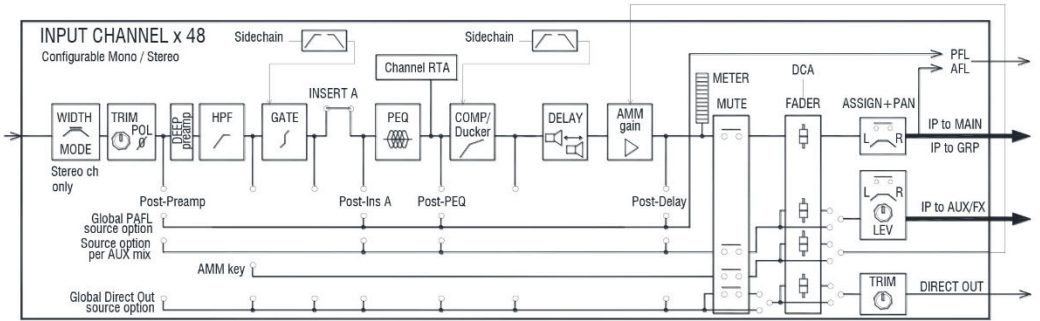 INPUT CHANNEL x 48
Configurable Mono / Stereo
Sidechain
Sidechain
Channel RTA
INSERT A
PFL
AFL
METER
DCA
MUTE
FADER
ASSIGN+PAN
WIDTH
MODE
TRIM
POL
DEEP
preamp
HPF
GATE
PEQ
COMP/
Ducker
DELAY
AMM
gain
L R
IP to MAIN
IP to GRP
Stereo ch
only
Post-Preamp
Post-Ins A
Post-PEQ
Post-Delay
L R
LEV
IP to AUX/FX
Global PAFL
source option
Source option
per AUX mix
AMM key
Global Direct Out
source option
TRIM
DIRECT OUT